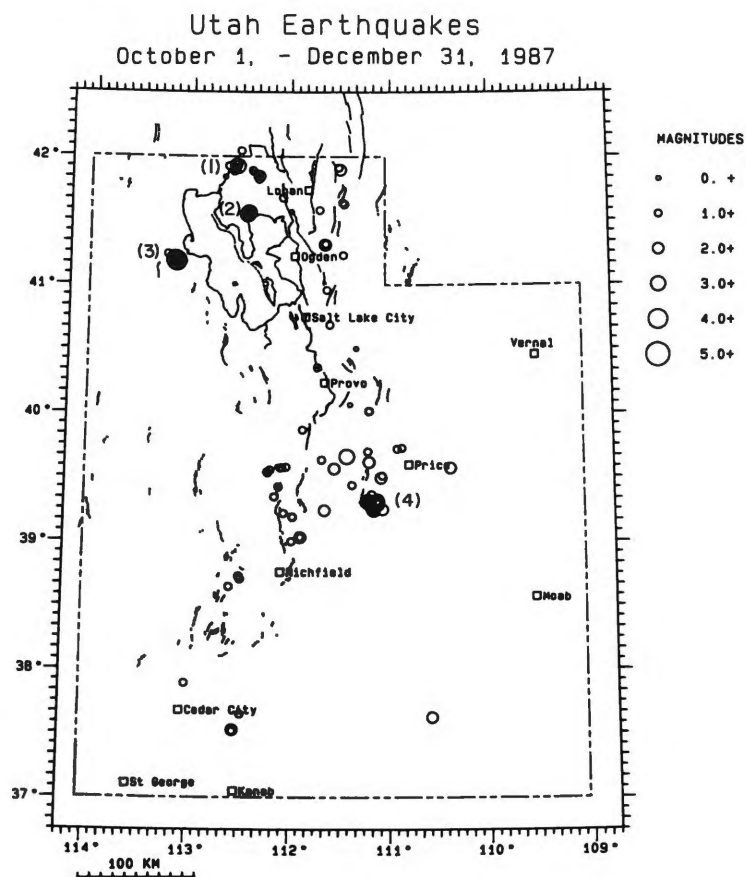 Utah Earthquakes
October 1, - December 31, 1987
MAGNITUDES
0. +
1.0+
2.0+
3.0+
4.0+
5.0+
42°
41°
40°
39°
38°
37°
114°
113°
112°
111°
110°
109°
100 KM
(1)
Logan
(2)
(3)
Ogden
Salt Lake City
Vernal
Provo
Price
(4)
Richfield
Moab
Cedar City
St George
Kanab